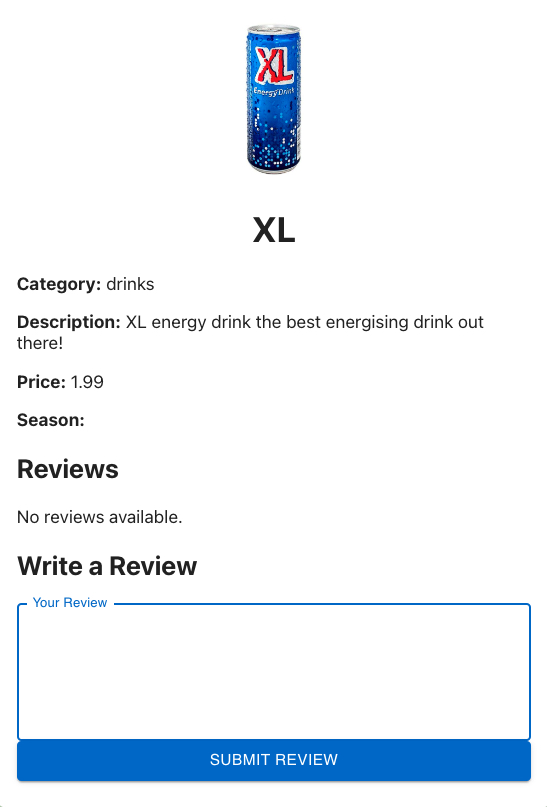 XL
Energy Drink
XL
Category: drinks
Description: XL energy drink the best energising drink out
there!
Price: 1.99
Season:
Reviews
No reviews available.
Write a Review
Your Review
SUBMIT REVIEW